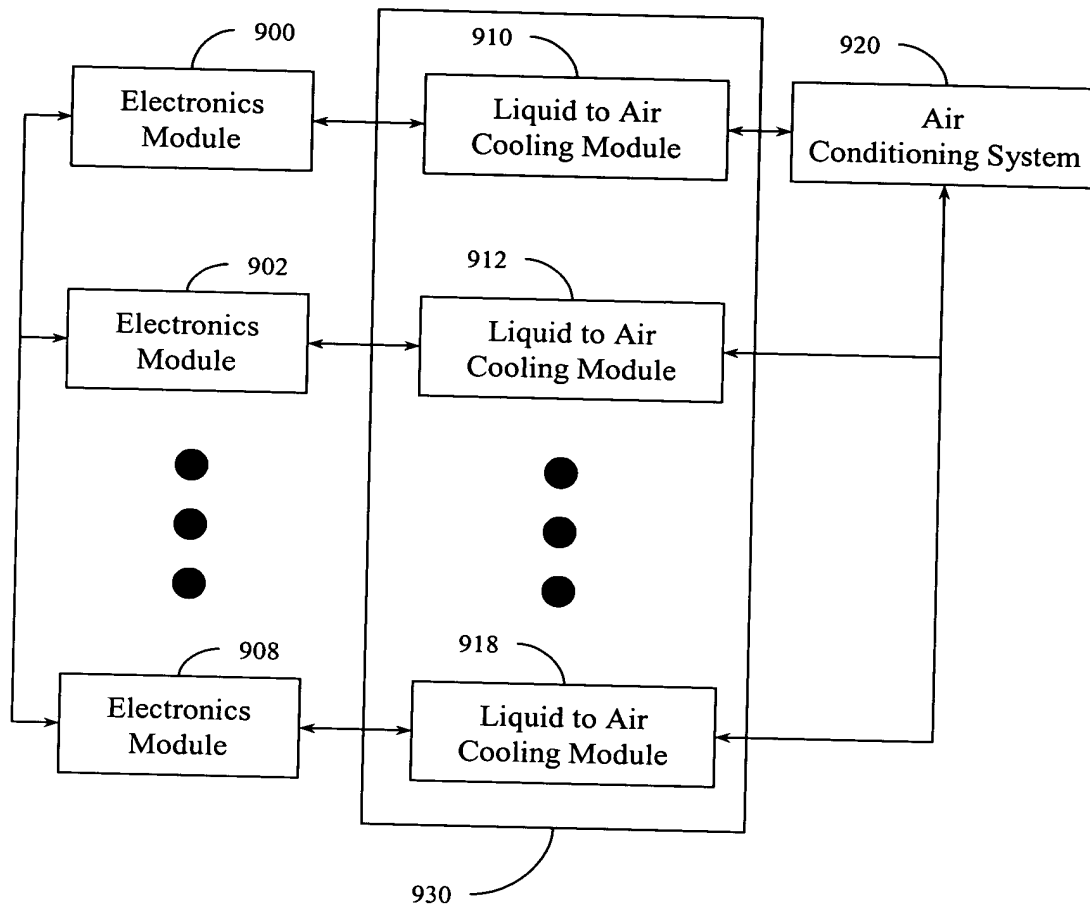 900
910
920
Electronics
Module
Liquid to Air
Cooling Module
Air
Conditioning System
902
912
Electronics
Module
Liquid to Air
Cooling Module
908
918
Electronics
Module
Liquid to Air
Cooling Module
930